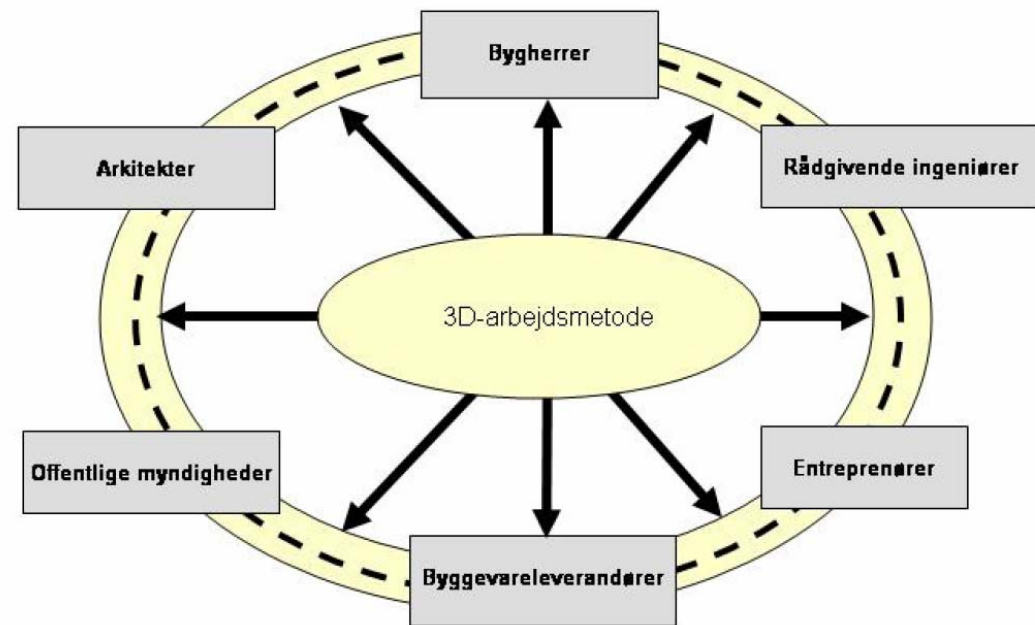 Bygherrer
Arkitekter
Rådgivende ingeniører
3D-arbejdsmetode
Offentlige myndigheder
Entreprenører
Byggevareleverandører